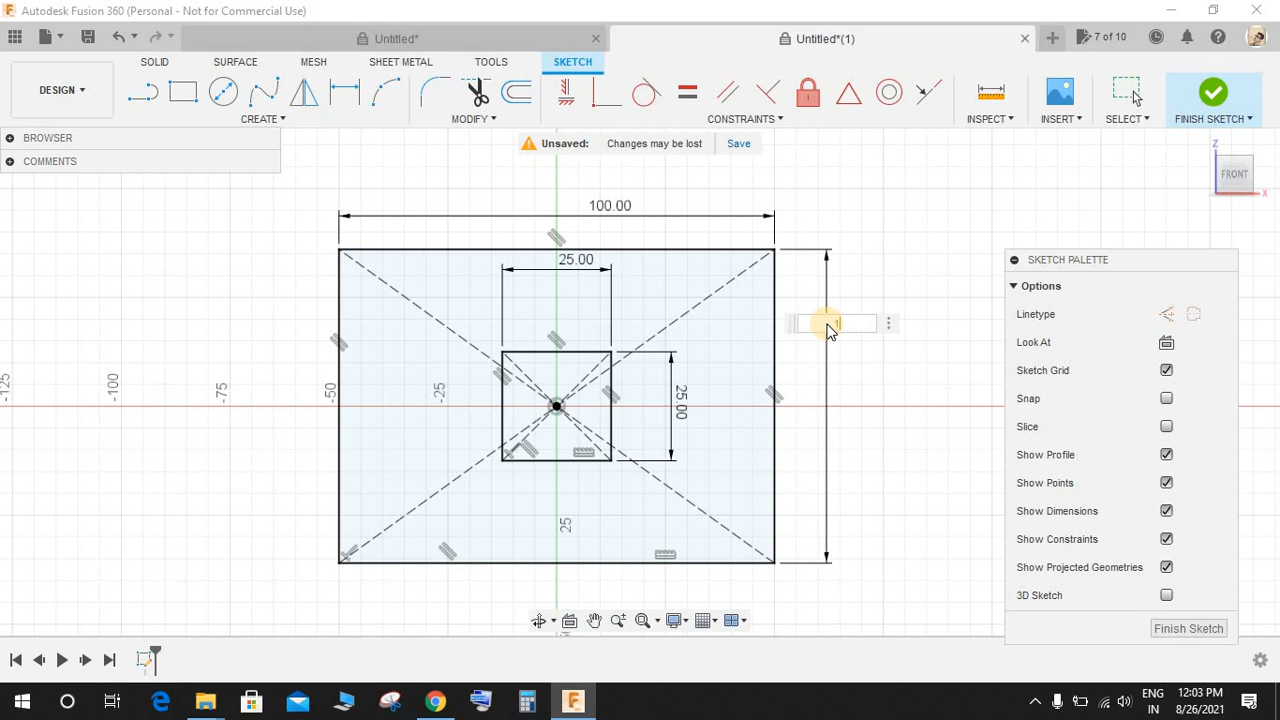 Autodesk Fusion 360 (Personal - Not for Commercial Use)
Untitled*
Untitled*(1)
7 of 10
DESIGN
SOLID
SURFACE
MESH
SHEET METAL
TOOLS
SKETCH
CREATE
MODIFY
CONSTRAINTS
INSPECT
INSERT
SELECT
FINISH SKETCH
BROWSER
COMMENTS
Unsaved: Changes may be lost Save
Z
FRONT
X
100.00
25.00
25.00
1
-125
-100
-75
-50
-25
25
SKETCH PALETTE
Options
Linetype
Look At
Sketch Grid
Snap
Slice
Show Profile
Show Points
Show Dimensions
Show Constraints
Show Projected Geometries
3D Sketch
Finish Sketch
ENG
IN
12:03 PM
8/26/2021